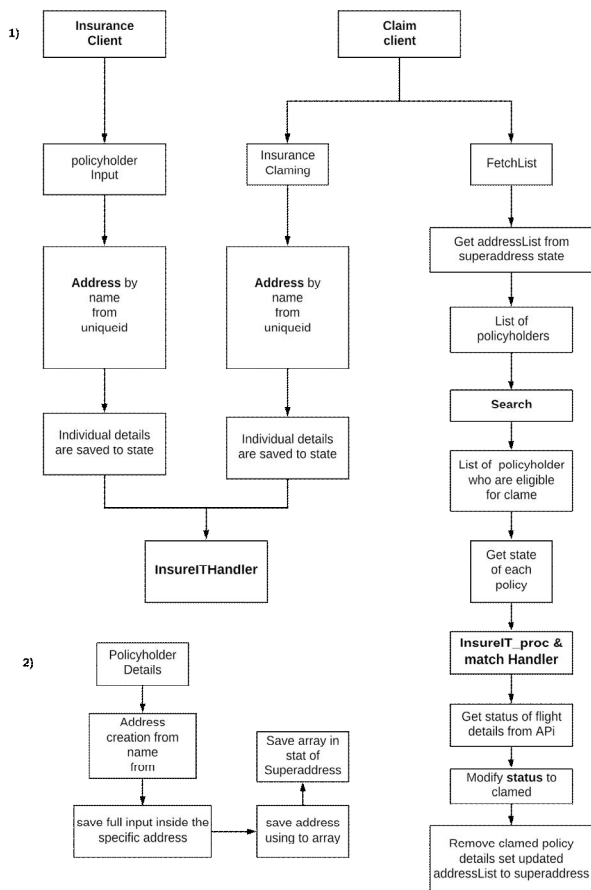 1)
Insurance
Client
Claim
client
policyholder
Input
Insurance
Claming
FetchList
Address by
name
from
uniqueid
Address by
name
from
uniqueid
Get addressList from
superaddress state
List of
policyholders
Search
Individual details
are saved to state
Individual details
are saved to state
List of policyholder
who are eligible
for clame
InsureITHandler
Get state
of each
policy
InsureIT_proc &
match Handler
2)
Policyholder
Details
Address
creation from
name
from
Save array in
stat of
Superaddress
Get status of flight
details from APi
Modify status to
clamed
save full input inside the
specific address
save address
using to array
Remove clamed policy
details set updated
addressList to superaddress